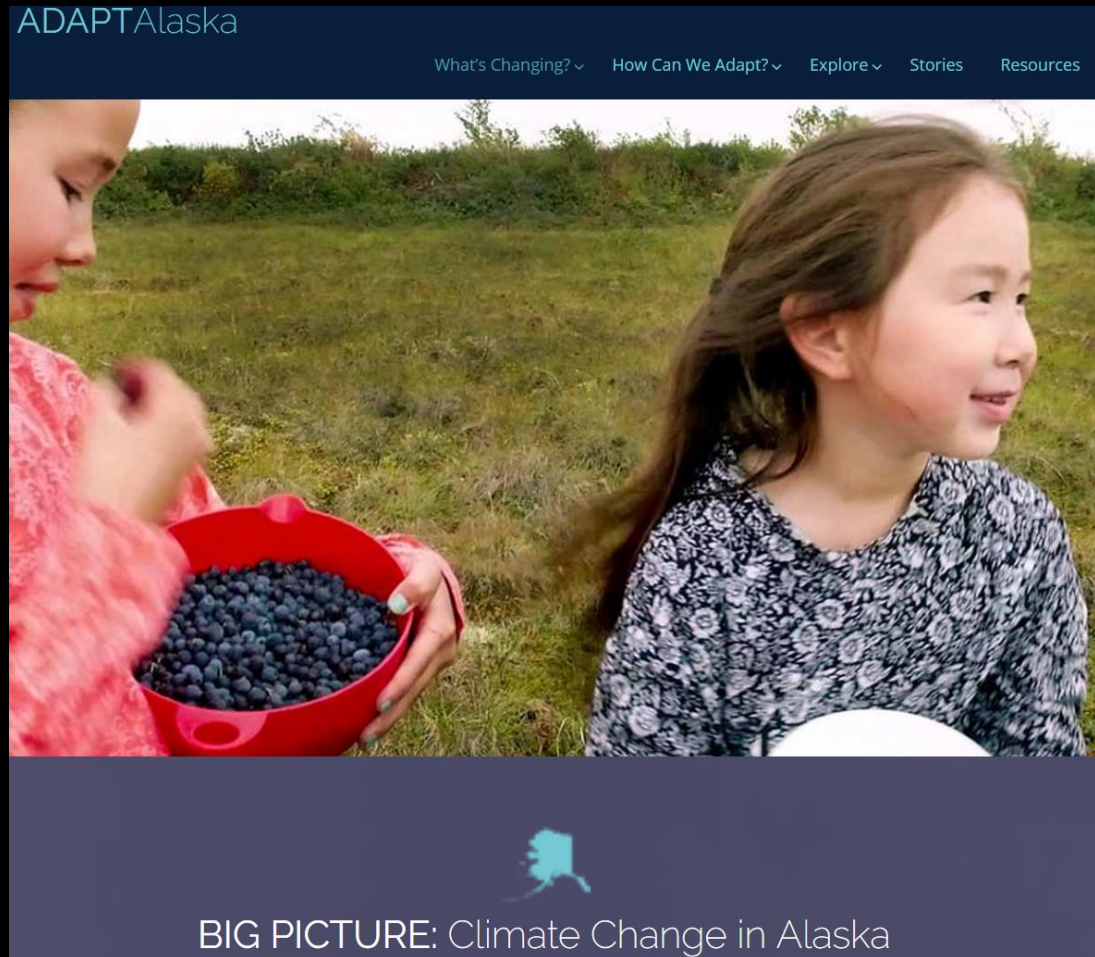 ADAPTAlaska
What's Changing? How Can We Adapt? Explore Stories Resources
BIG PICTURE: Climate Change in Alaska